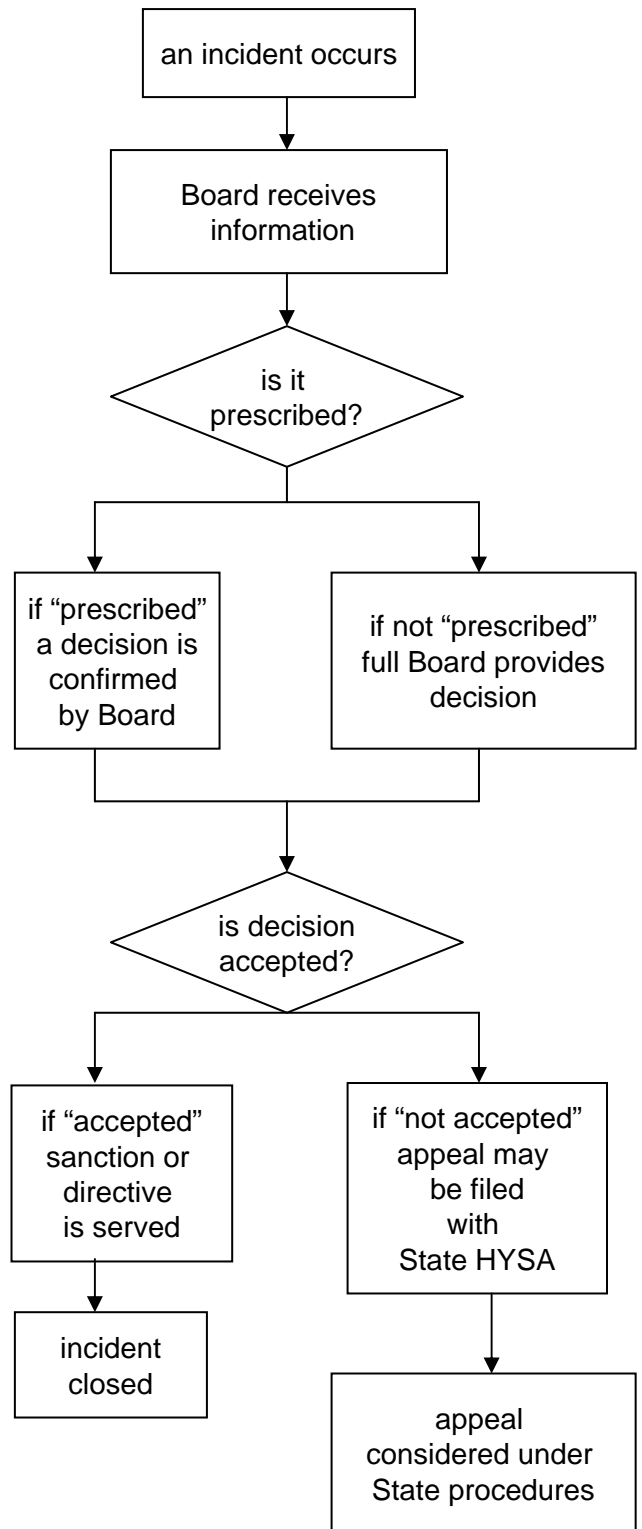 an incident occurs
Board receives
information
is it
prescribed?
if “prescribed”
a decision is
confirmed
by Board
if not “prescribed”
full Board provides
decision
is decision
accepted?
if “accepted”
sanction or
directive
is served
if “not accepted”
appeal may
be filed
with
State HYSA
incident
closed
appeal
considered under
State procedures